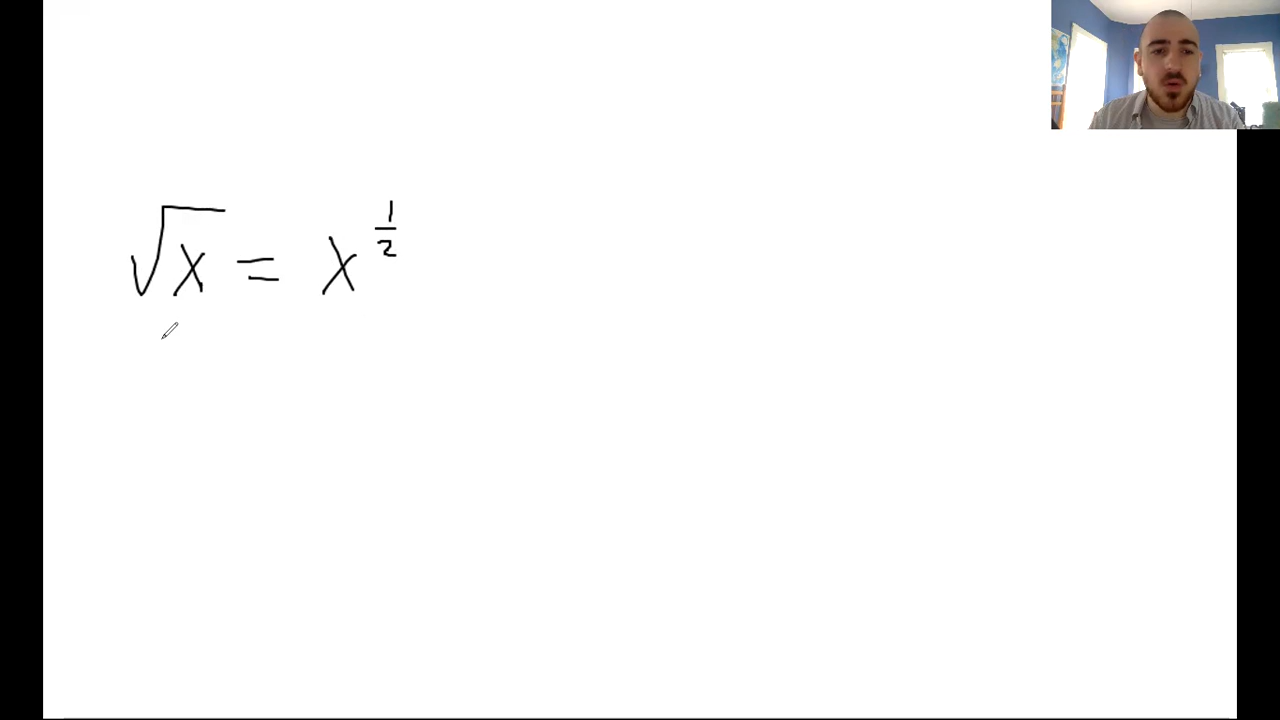 √x = x^(1/2)